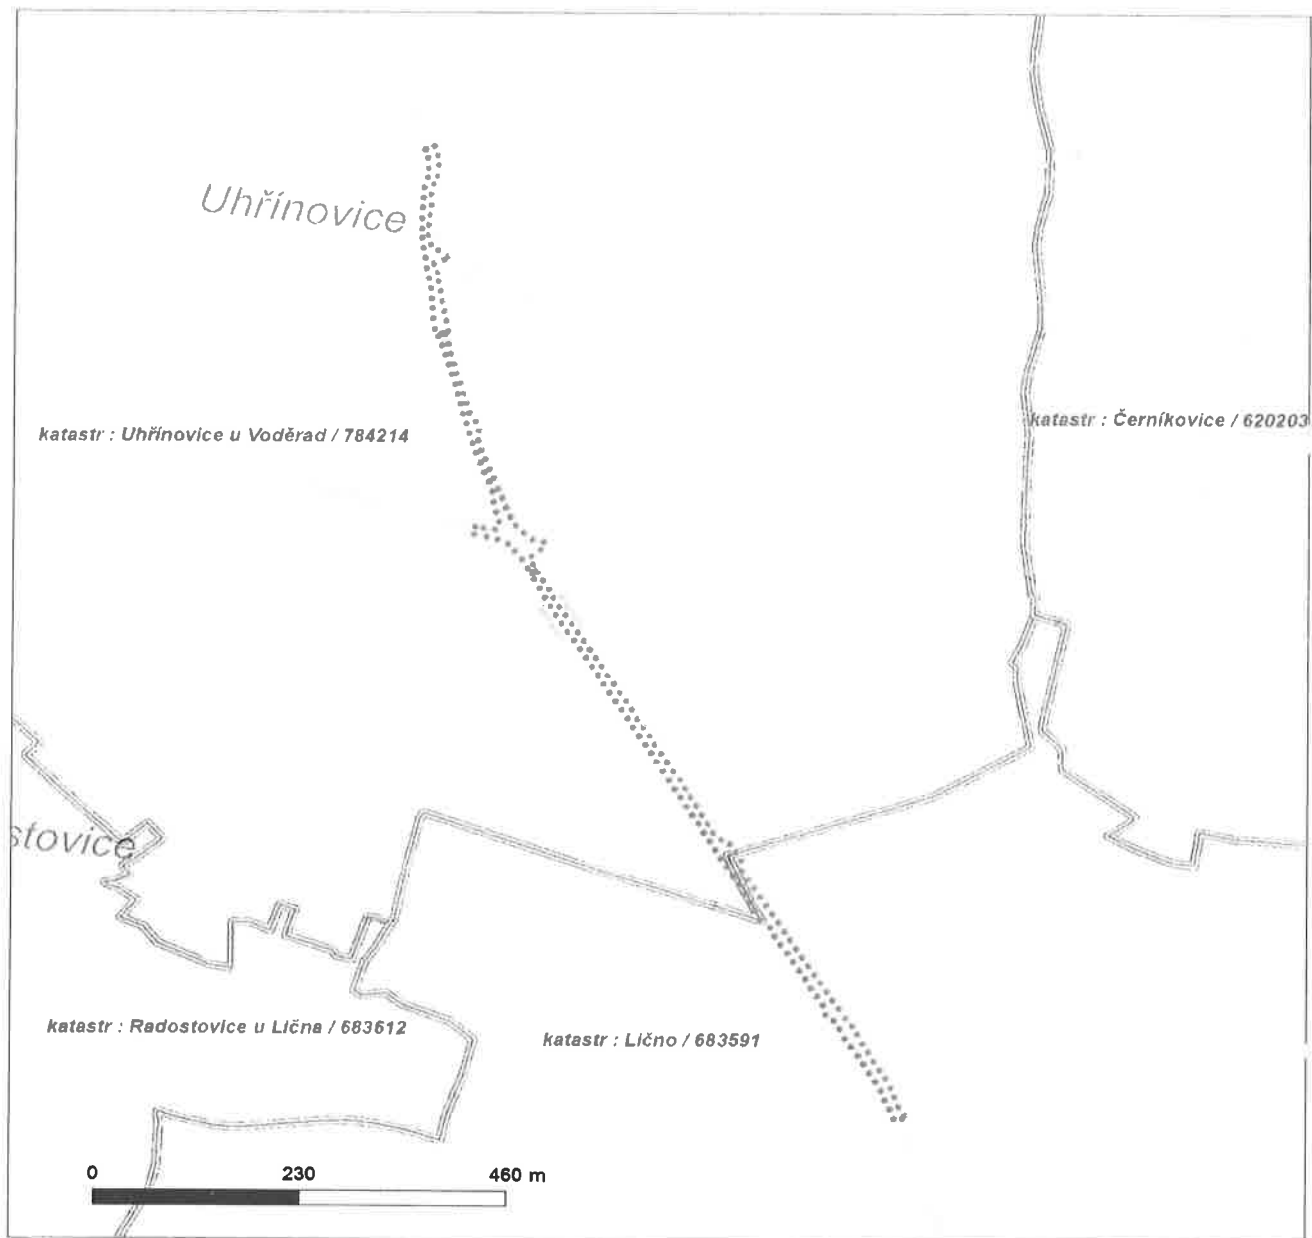 Uhřínovice
katastr : Uhřínovice u Voděrad / 784214
katastr : Černíkovice / 620203
stovice
katastr : Radostovice u Lična / 683612
katastr : Lično / 683591
0 230 460 m